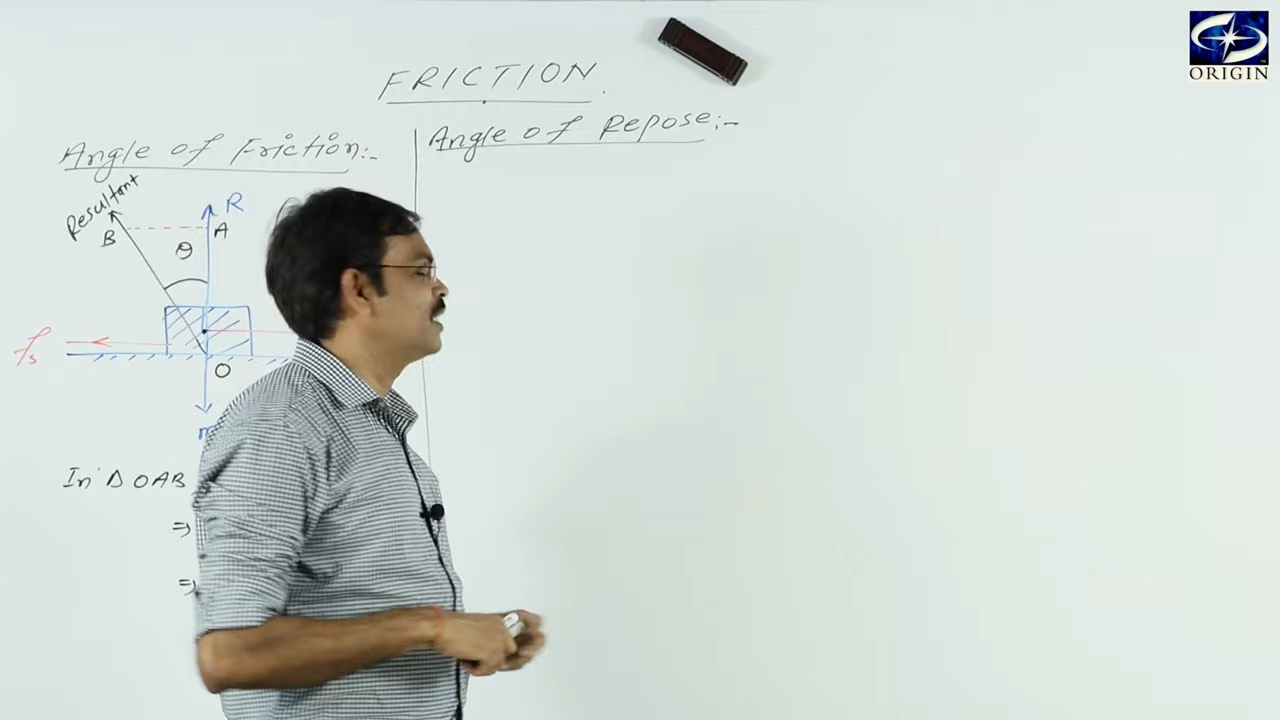 FRICTION.
Angle of Friction:-
Angle of Repose:-
Resultant
R
B
θ
A
fs
O
In Δ OAB
⇒
⇒
ORIGIN